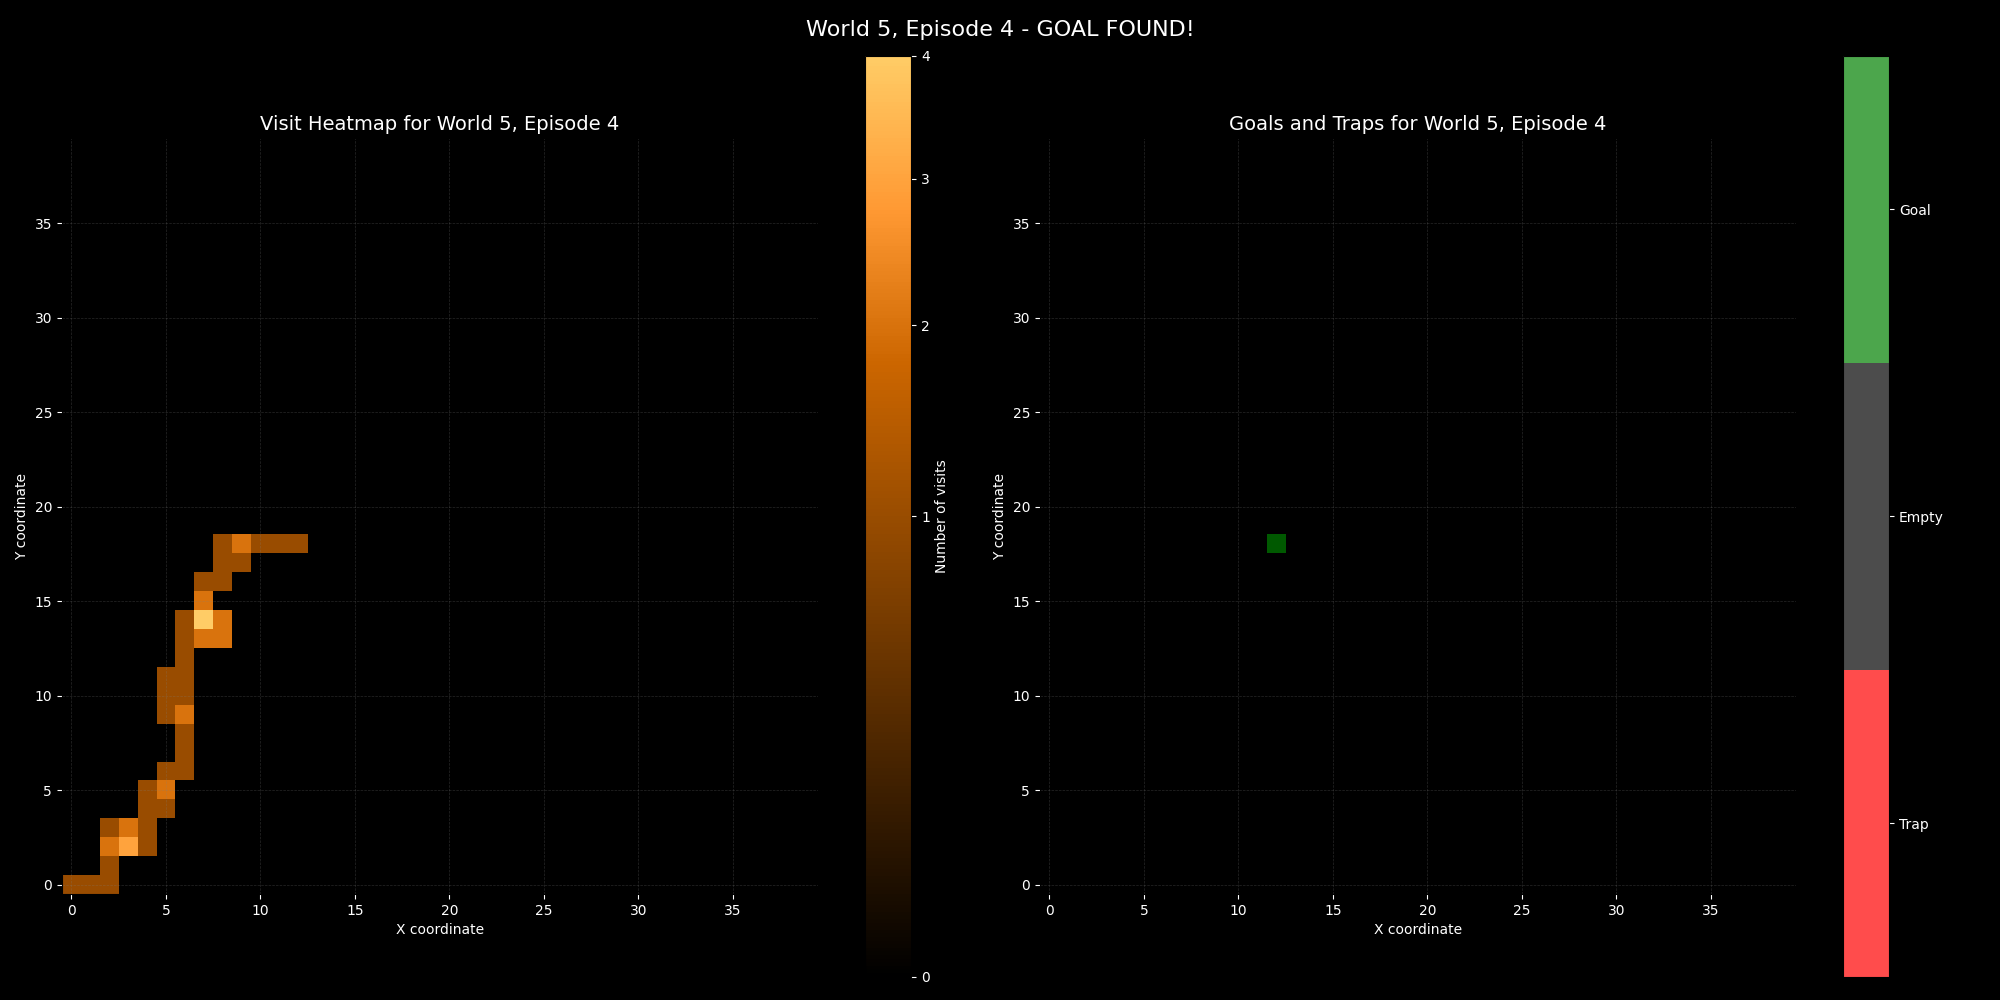 World 5, Episode 4 - GOAL FOUND!
Visit Heatmap for World 5, Episode 4
35
30
25
20
15
10
5
0
Y coordinate
0 5 10 15 20 25 30 35
X coordinate
4
3
2
1
0
Number of visits
Goals and Traps for World 5, Episode 4
35
30
25
20
15
10
5
0
Y coordinate
0 5 10 15 20 25 30 35
X coordinate
Goal
Empty
Trap